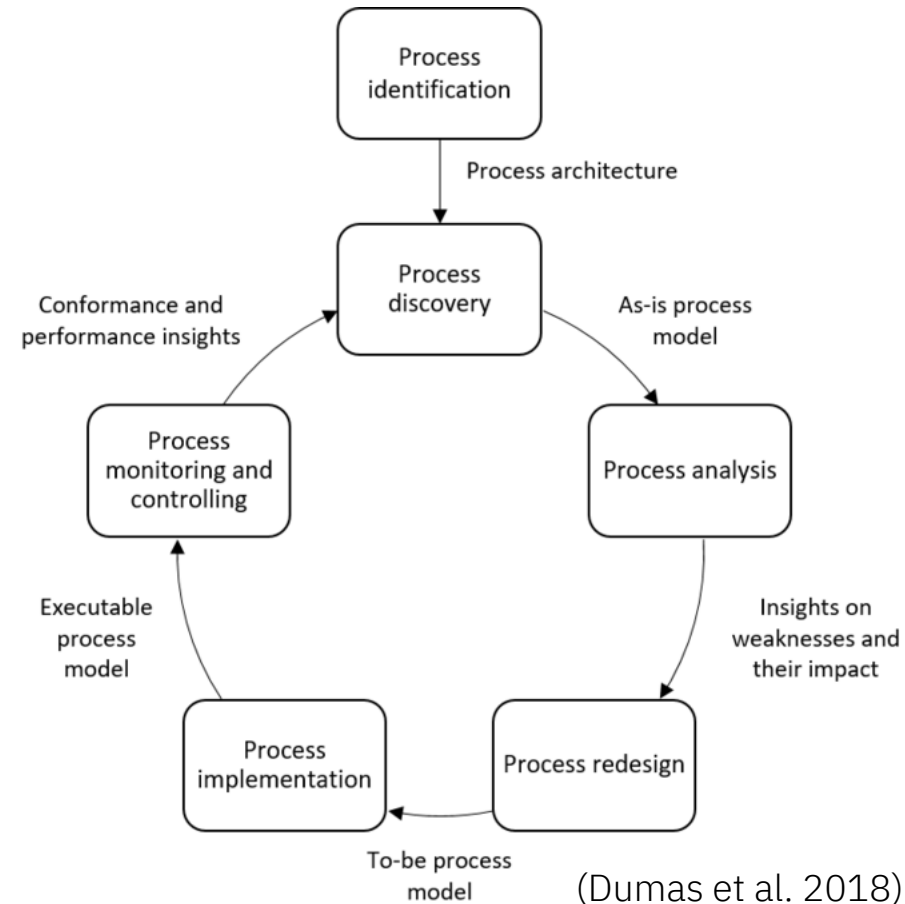 Process
identification
Process architecture
Process
discovery
Conformance and
performance insights
As-is process
model
Process
monitoring and
controlling
Process analysis
Executable
process
model
Insights on
weaknesses and
their impact
Process
implementation
Process redesign
To-be process
model
(Dumas et al. 2018)